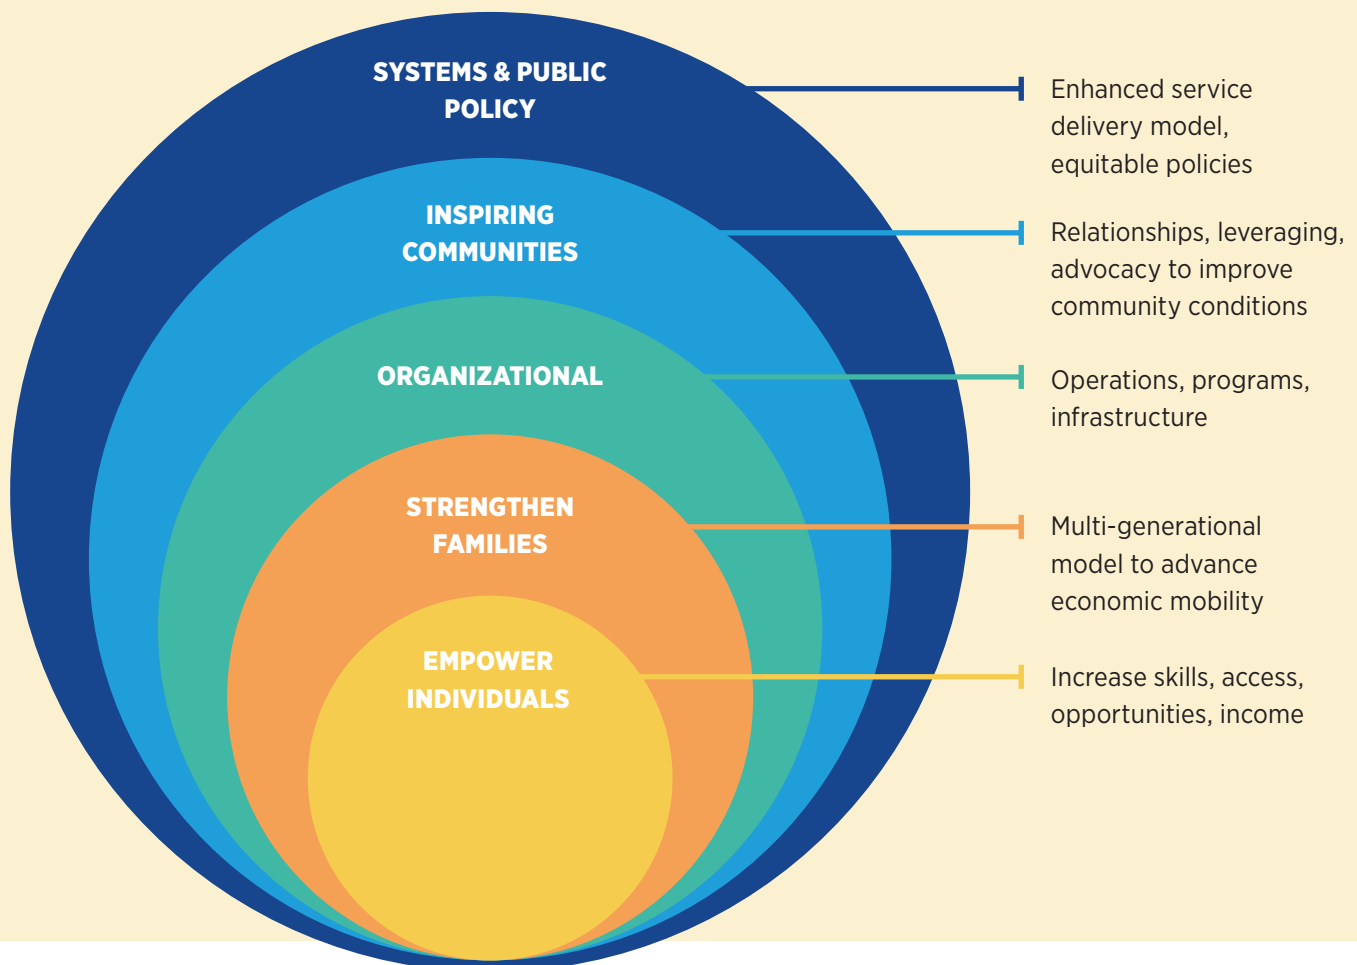 SYSTEMS & PUBLIC
POLICY
Enhanced service
delivery model,
equitable policies
INSPIRING
COMMUNITIES
Relationships, leveraging,
advocacy to improve
community conditions
ORGANIZATIONAL
Operations, programs,
infrastructure
STRENGTHEN
FAMILIES
Multi-generational
model to advance
economic mobility
EMPOWER
INDIVIDUALS
Increase skills, access,
opportunities, income